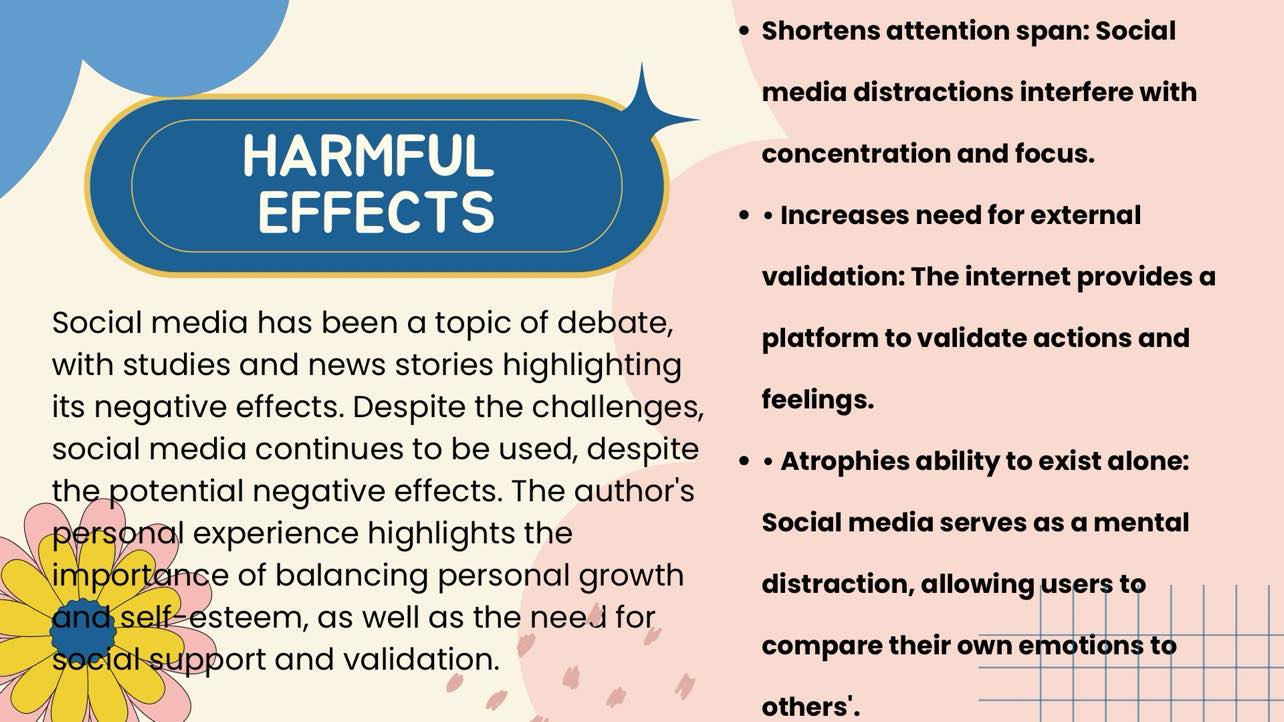 HARMFUL
EFFECTS
Social media has been a topic of debate,
with studies and news stories highlighting
its negative effects. Despite the challenges,
social media continues to be used, despite
the potential negative effects. The author's
personal experience highlights the
importance of balancing personal growth
and self-esteem, as well as the need for
social support and validation.
• Shortens attention span: Social
media distractions interfere with
concentration and focus.
• • Increases need for external
validation: The internet provides a
platform to validate actions and
feelings.
• • Atrophies ability to exist alone:
Social media serves as a mental
distraction, allowing users to
compare their own emotions to
others'.